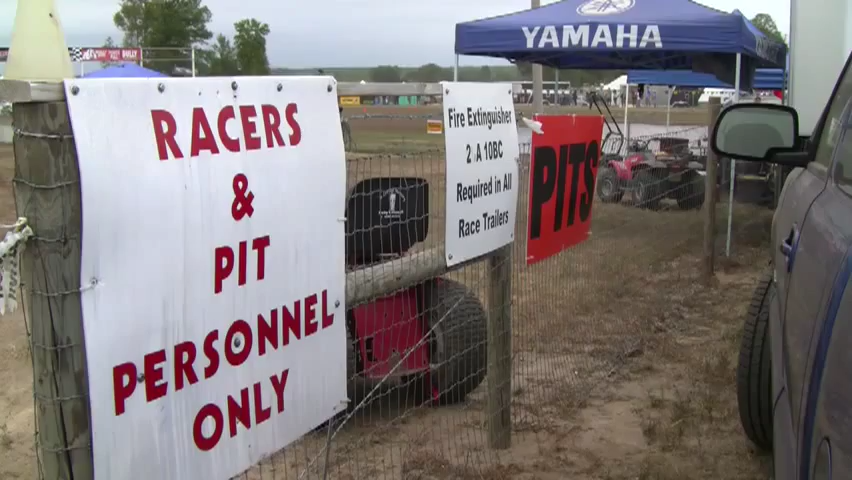 RACERS
&
PIT
PERSONNEL
ONLY
Fire Extinguisher
2 A 10BC
Required in All
Race Trailers
PITS
YAMAHA